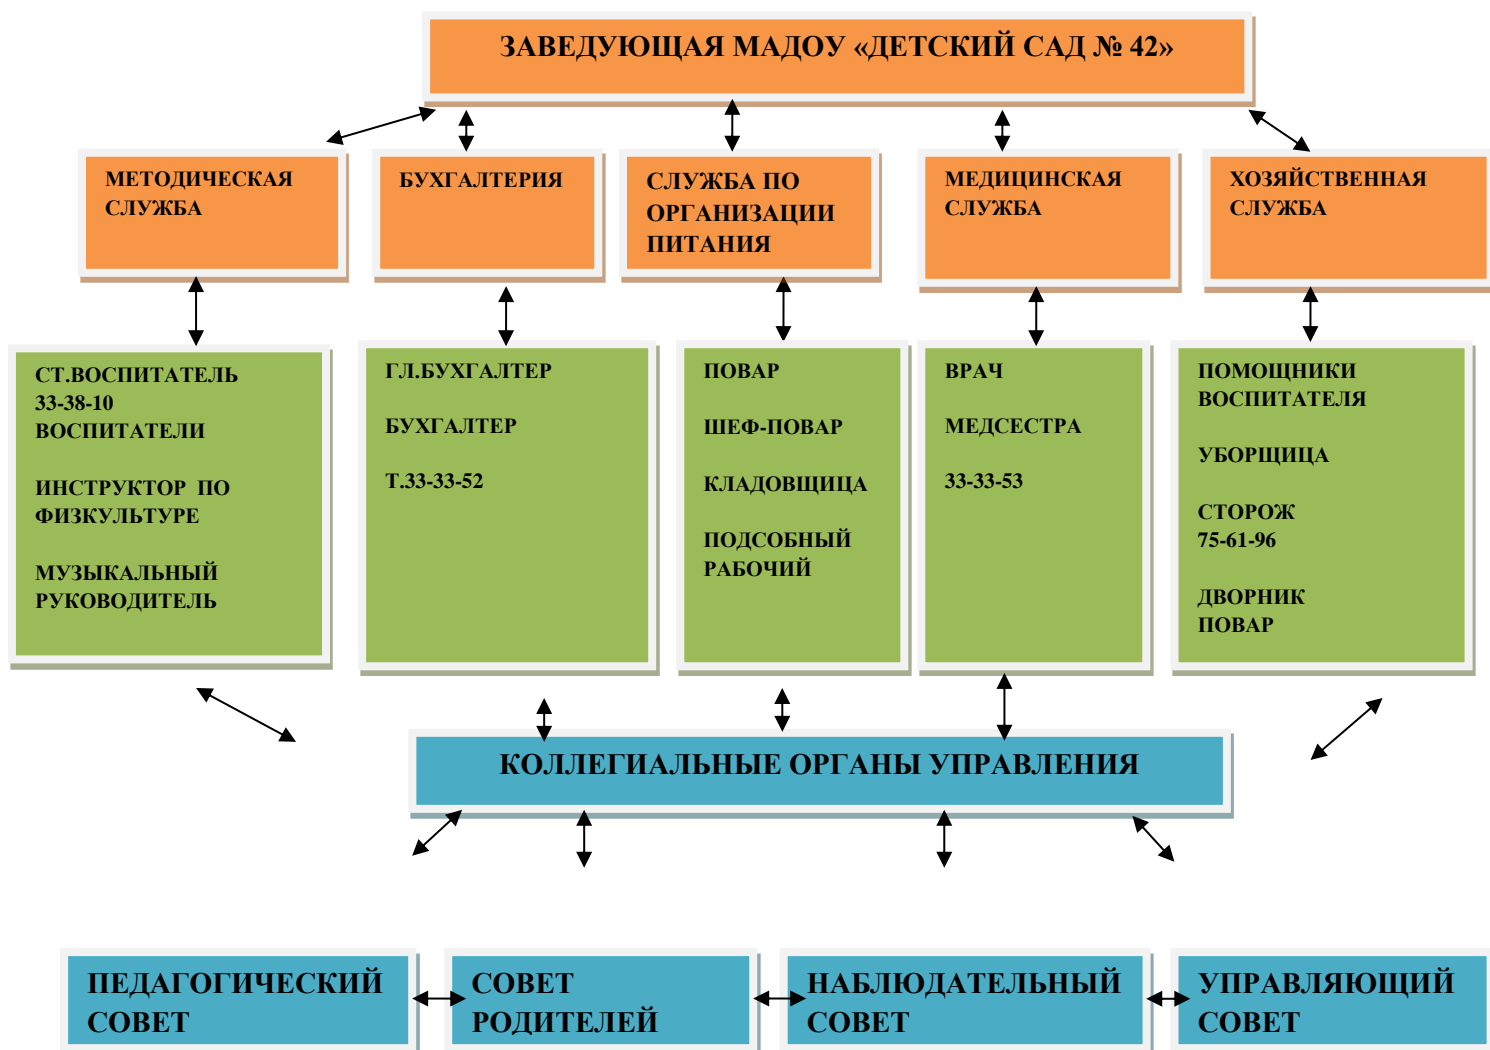 ЗАВЕДУЮЩАЯ МАДОУ «ДЕТСКИЙ САД № 42»
МЕТОДИЧЕСКАЯ
СЛУЖБА
БУХГАЛТЕРИЯ
СЛУЖБА ПО
ОРГАНИЗАЦИИ
ПИТАНИЯ
МЕДИЦИНСКАЯ
СЛУЖБА
ХОЗЯЙСТВЕННАЯ
СЛУЖБА
СТ.ВОСПИТАТЕЛЬ
33-38-10
ВОСПИТАТЕЛИ
ИНСТРУКТОР ПО
ФИЗКУЛЬТУРЕ
МУЗЫКАЛЬНЫЙ
РУКОВОДИТЕЛЬ
ГЛ.БУХГАЛТЕР
БУХГАЛТЕР
Т.33-33-52
ПОВАР
ШЕФ-ПОВАР
КЛАДОВЩИЦА
ПОДСОБНЫЙ
РАБОЧИЙ
ВРАЧ
МЕДСЕСТРА
33-33-53
ПОМОЩНИКИ
ВОСПИТАТЕЛЯ
УБОРЩИЦА
СТОРОЖ
75-61-96
ДВОРНИК
ПОВАР
КОЛЛЕГИАЛЬНЫЕ ОРГАНЫ УПРАВЛЕНИЯ
ПЕДАГОГИЧЕСКИЙ
СОВЕТ
СОВЕТ
РОДИТЕЛЕЙ
НАБЛЮДАТЕЛЬНЫЙ
СОВЕТ
УПРАВЛЯЮЩИЙ
СОВЕТ